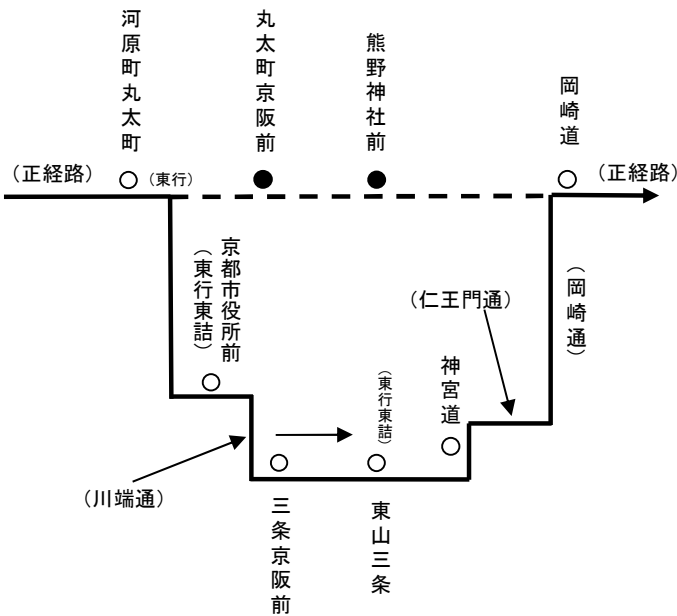 河原町丸太町
丸太町京阪前
熊野神社前
岡崎道
（正経路）
（東行）
（正経路）
京都市役所前
（東行東詰）
（仁王門通）
（岡崎通）
神宮道
（東行東詰）
（川端通）
三条京阪前
東山三条